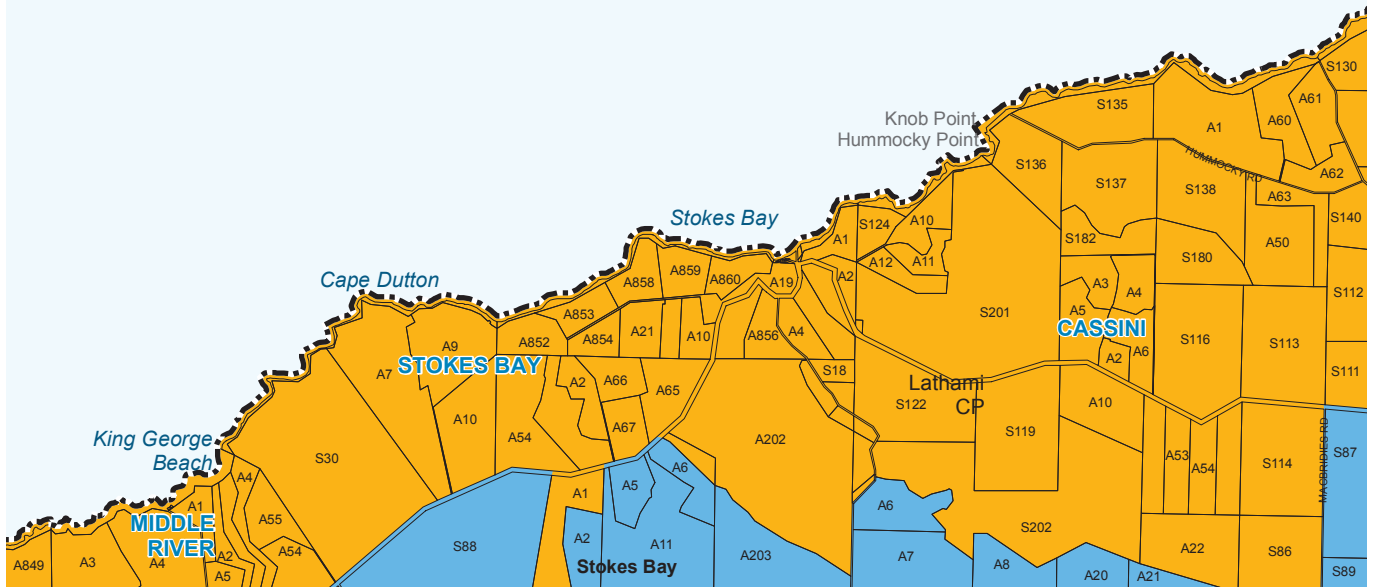 S130
A61
S135
A60
A1
Knob Point
Hummocky Point
HUMMOCKY RD
S136
A62
S137
S138
A63
S140
Stokes Bay
S124
A10
A1
S182
A50
A12
A11
S180
A859
A2
A858
A860
A19
Cape Dutton
A3
A4
S112
A853
A5
S201
CASSINI
A21
A10
A856
A4
A852
A854
A9
S116
S113
A2
A6
STOKES BAY
A7
S18
S111
A2
A66
A65
Lathami
CP
S122
A10
A10
A67
S119
King George
Beach
A54
A202
MACBRIDIES RD
S30
A53
A54
S114
S87
A4
A6
A5
A1
A1
A6
A55
MIDDLE
RIVER
S202
A849
A3
A4
A2
A54
S88
A2
A11
A203
A7
A22
S86
A5
Stokes Bay
A8
A20
A21
S89